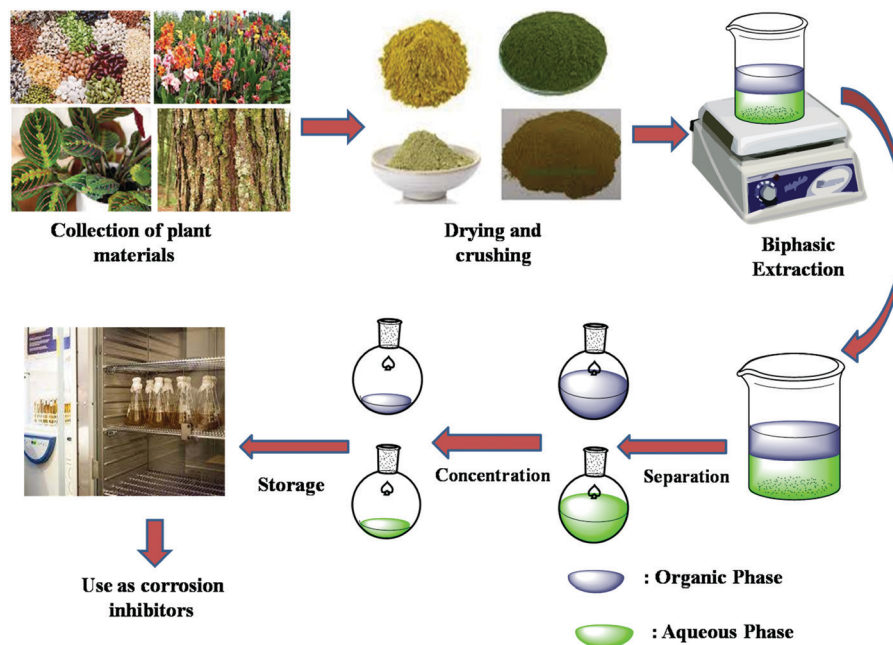 Collection of plant
materials
Drying and
crushing
Biphasic
Extraction
Separation
Concentration
Storage
Use as corrosion
inhibitors
: Organic Phase
: Aqueous Phase